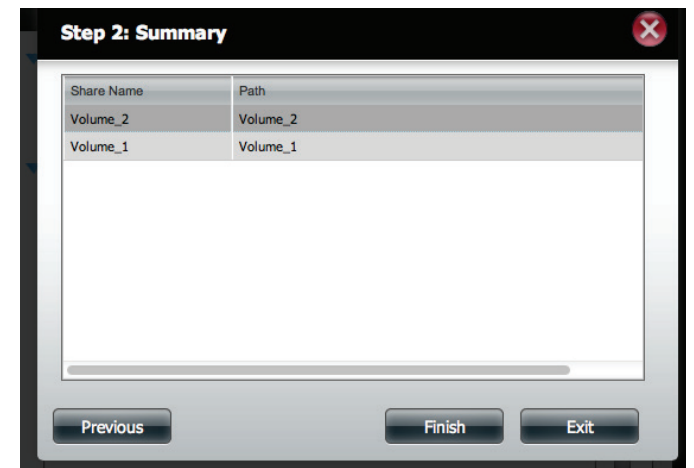 Step 2: Summary
Share Name Path
Volume_2 Volume_2
Volume_1 Volume_1
Previous Finish Exit